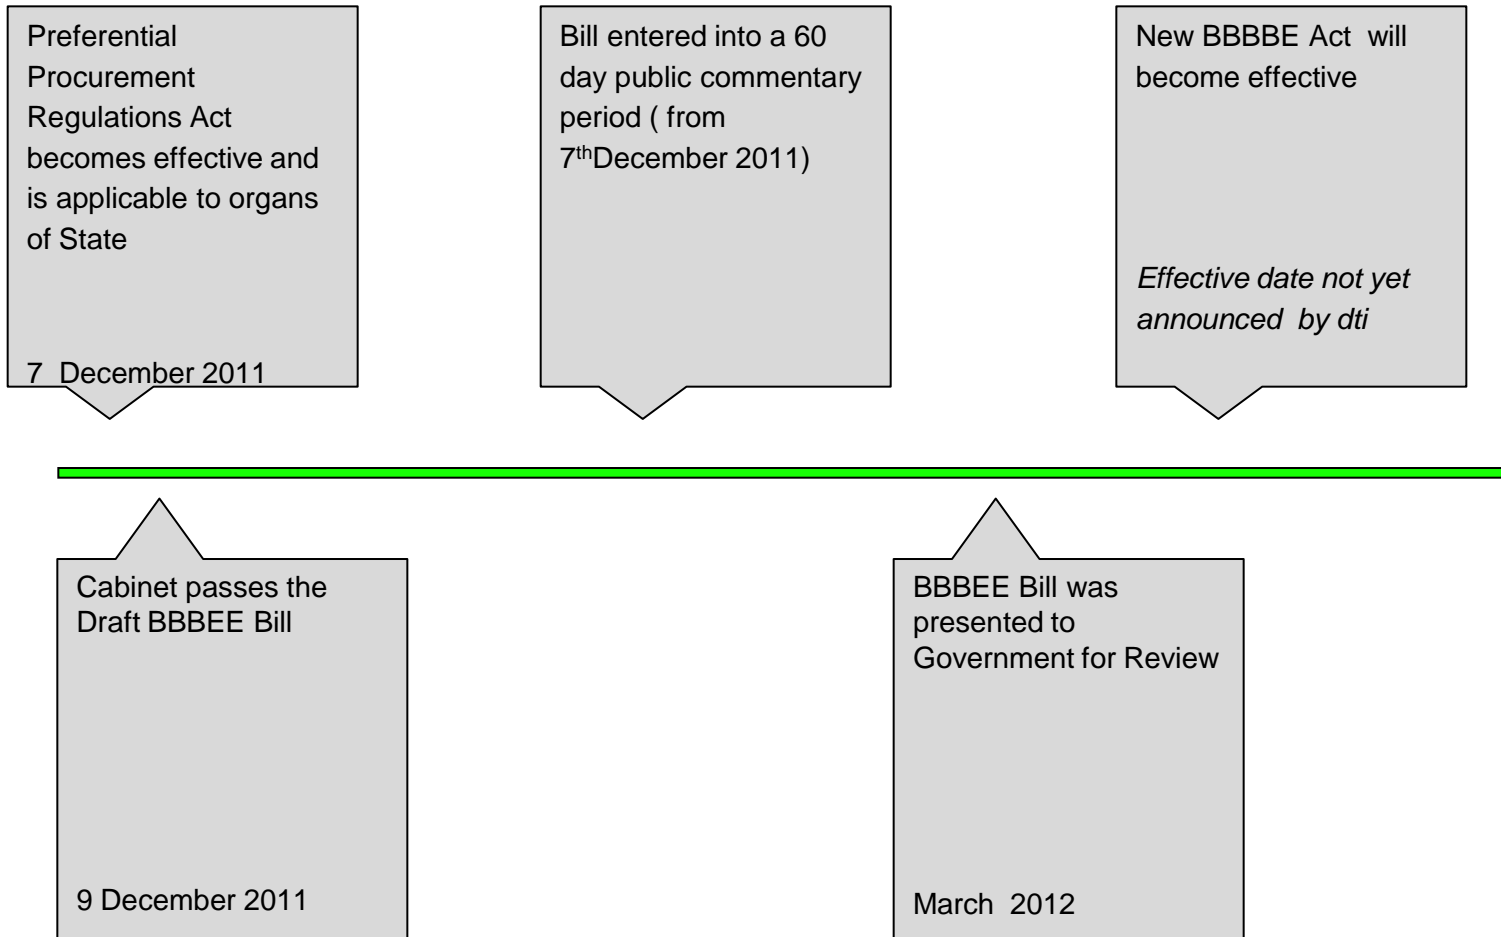 Preferential
Procurement
Regulations Act
becomes effective and
is applicable to organs
of State
7 December 2011
Bill entered into a 60
day public commentary
period ( from
7thDecember 2011)
New BBBBE Act will
become effective
Effective date not yet
announced by dti
Cabinet passes the
Draft BBBEE Bill
9 December 2011
BBBEE Bill was
presented to
Government for Review
March 2012